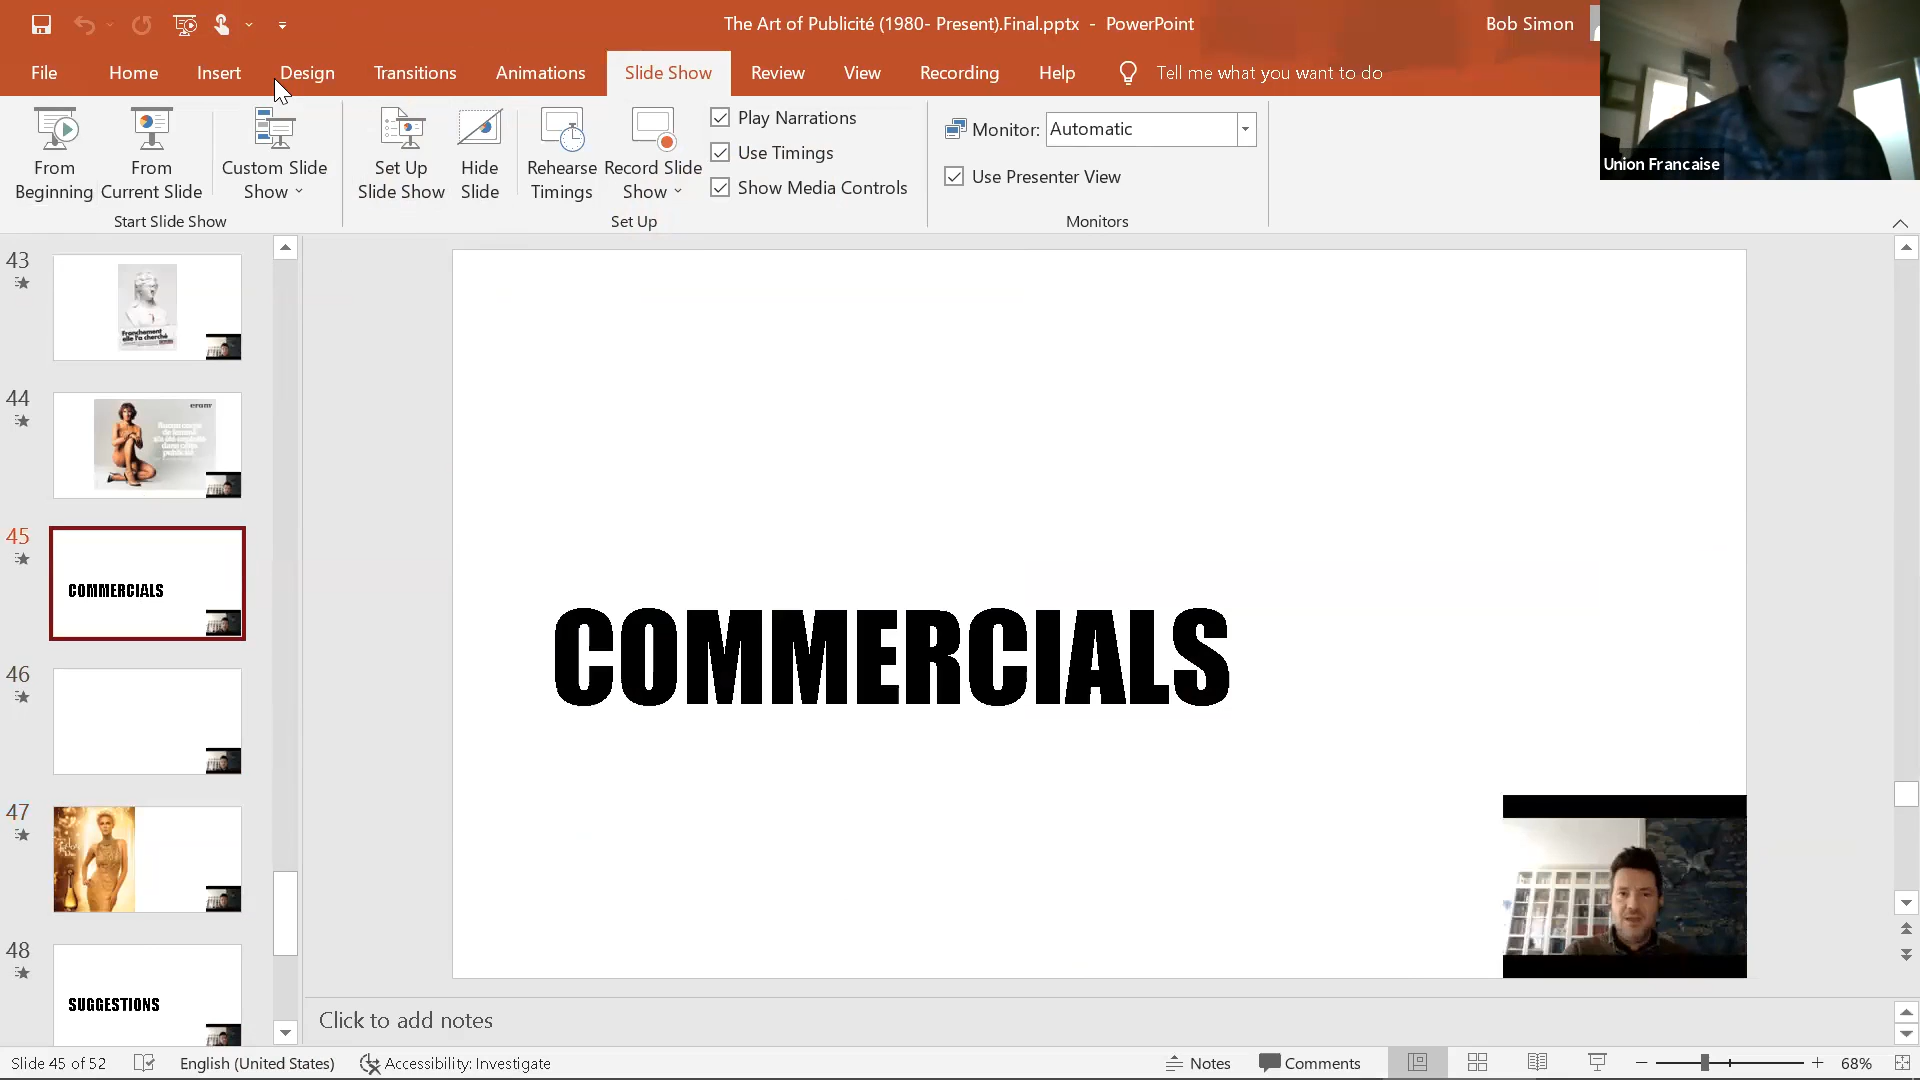 The Art of Publicité (1980- Present).Final.pptx - PowerPoint
Bob Simon
File Home Insert Design Transitions Animations Slide Show Review View Recording Help Tell me what you want to do
From Beginning
From Current Slide
Custom Slide Show
Start Slide Show
Set Up Slide Show
Hide Slide
Rehearse Timings
Record Slide Show
Play Narrations
Use Timings
Show Media Controls
Set Up
Monitor: Automatic
Use Presenter View
Monitors
Union Francaise
43
Franchement
elle l'a cherché
44
eram
45
COMMERCIALS
46
47
48
SUGGESTIONS
COMMERCIALS
Click to add notes
Slide 45 of 52 English (United States) Accessibility: Investigate Notes Comments 68%